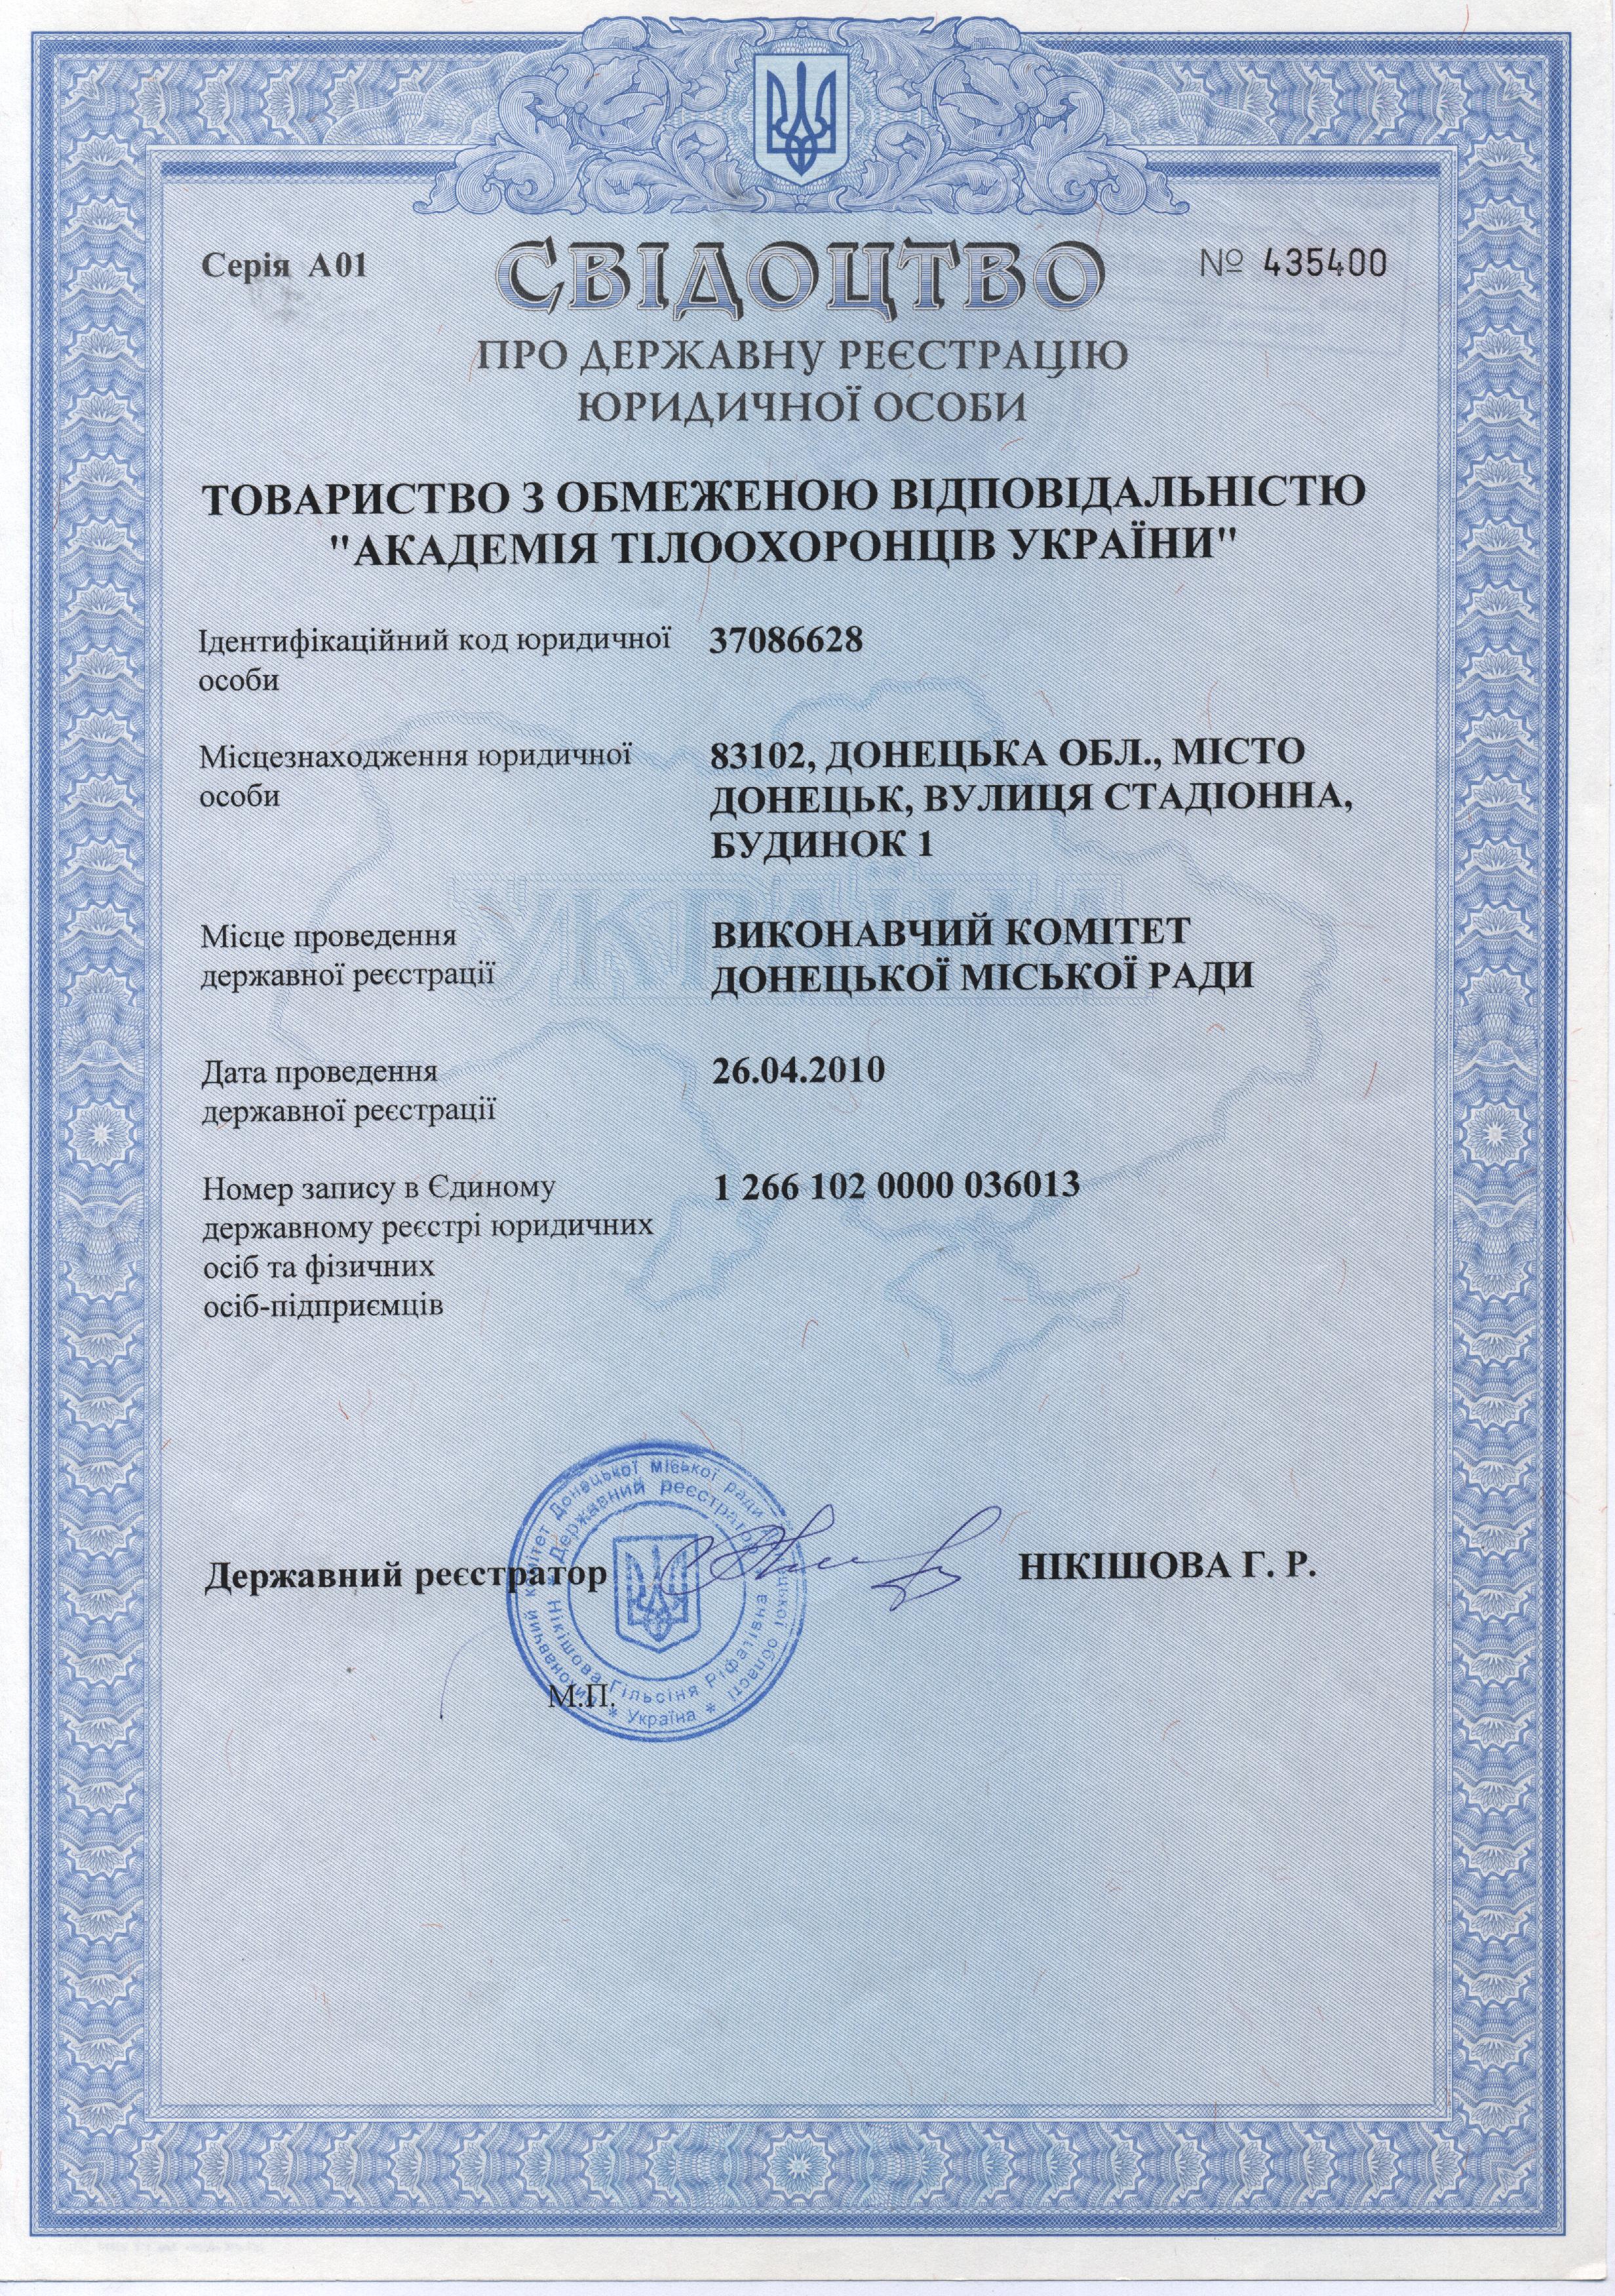 Серія А01
СВІДОЦТВО
№ 435400
ПРО ДЕРЖАВНУ РЕЄСТРАЦІЮ
ЮРИДИЧНОЇ ОСОБИ
ТОВАРИСТВО З ОБМЕЖЕНОЮ ВІДПОВІДАЛЬНІСТЮ
"АКАДЕМІЯ ТІЛООХОРОНЦІВ УКРАЇНИ"
Ідентифікаційний код юридичної
особи
37086628
Місцезнаходження юридичної
особи
83102, ДОНЕЦЬКА ОБЛ., МІСТО
ДОНЕЦЬК, ВУЛИЦЯ СТАДІОННА,
БУДИНОК 1
УКРАЇНА
Місце проведення
державної реєстрації
ВИКОНАВЧИЙ КОМІТЕТ
ДОНЕЦЬКОЇ МІСЬКОЇ РАДИ
Дата проведення
державної реєстрації
26.04.2010
Номер запису в Єдиному
державному реєстрі юридичних
осіб та фізичних
осіб-підприємців
1 266 102 0000 036013
Державний реєстратор
НІКІШОВА Г. Р.
М.П.
Виконавчий комітет Донецької міської ради
області * Україна *
Державний реєстратор
Нікішова Гільсіня Ріфатівна